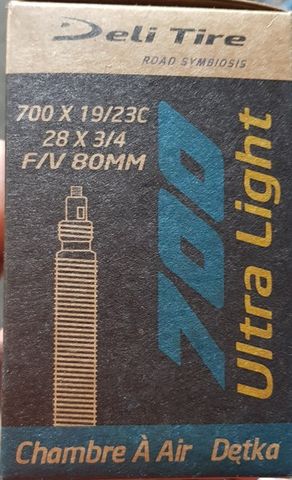 Deli Tire
ROAD SYMBIOSIS
700 X 19/23C
28 X 3/4
F/V 80MM
700
Ultra Light
Chambre À Air Dętka